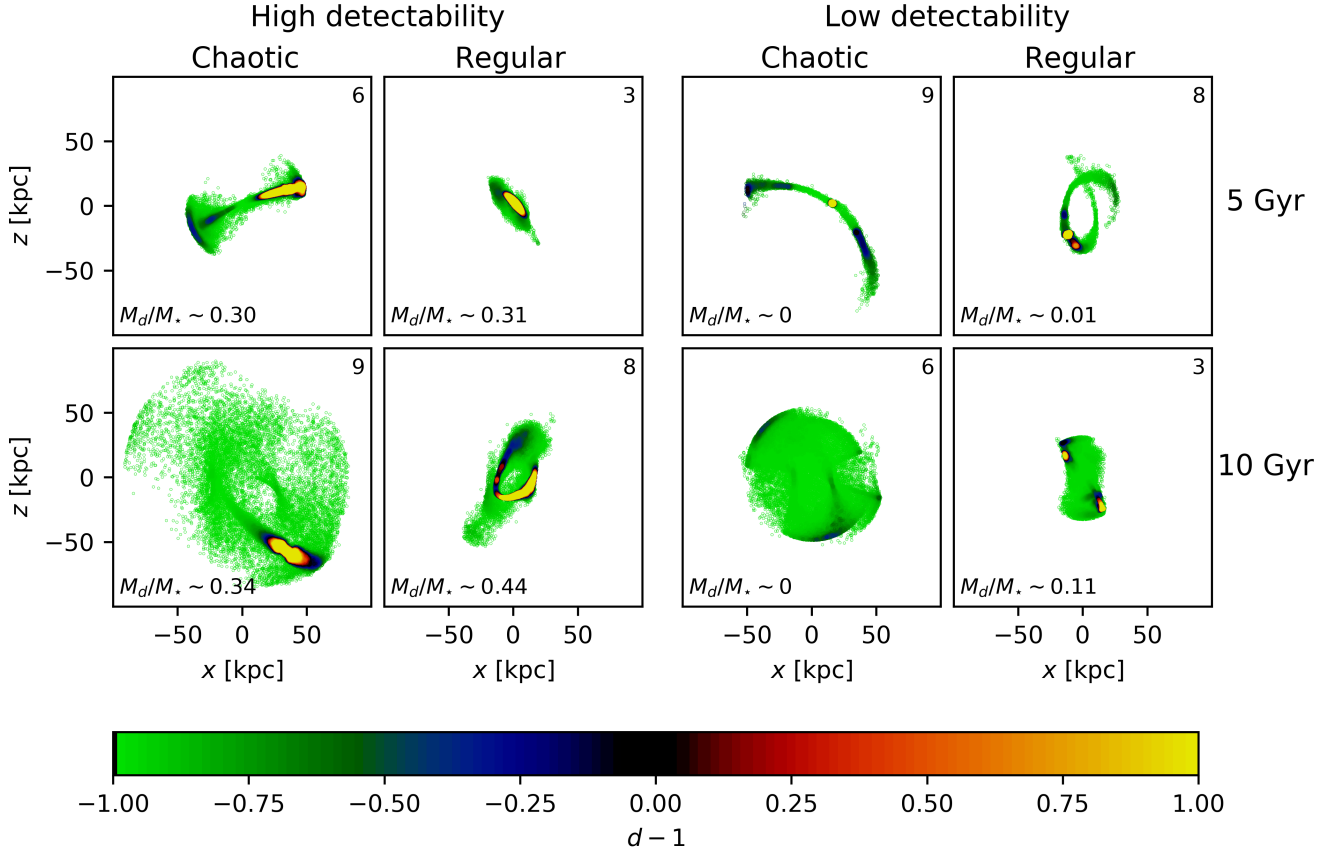 High detectability Low detectability
Chaotic Regular Chaotic Regular
6 3 9 8
50
0
−50
z [kpc]
M_d/M_⋆ ∼ 0.30 M_d/M_⋆ ∼ 0.31 M_d/M_⋆ ∼ 0 M_d/M_⋆ ∼ 0.01
5 Gyr
9 8 6 3
50
0
−50
z [kpc]
M_d/M_⋆ ∼ 0.34 M_d/M_⋆ ∼ 0.44 M_d/M_⋆ ∼ 0 M_d/M_⋆ ∼ 0.11
10 Gyr
−50 0 50 −50 0 50 −50 0 50 −50 0 50
x [kpc] x [kpc] x [kpc] x [kpc]
−1.00 −0.75 −0.50 −0.25 0.00 0.25 0.50 0.75 1.00
d − 1